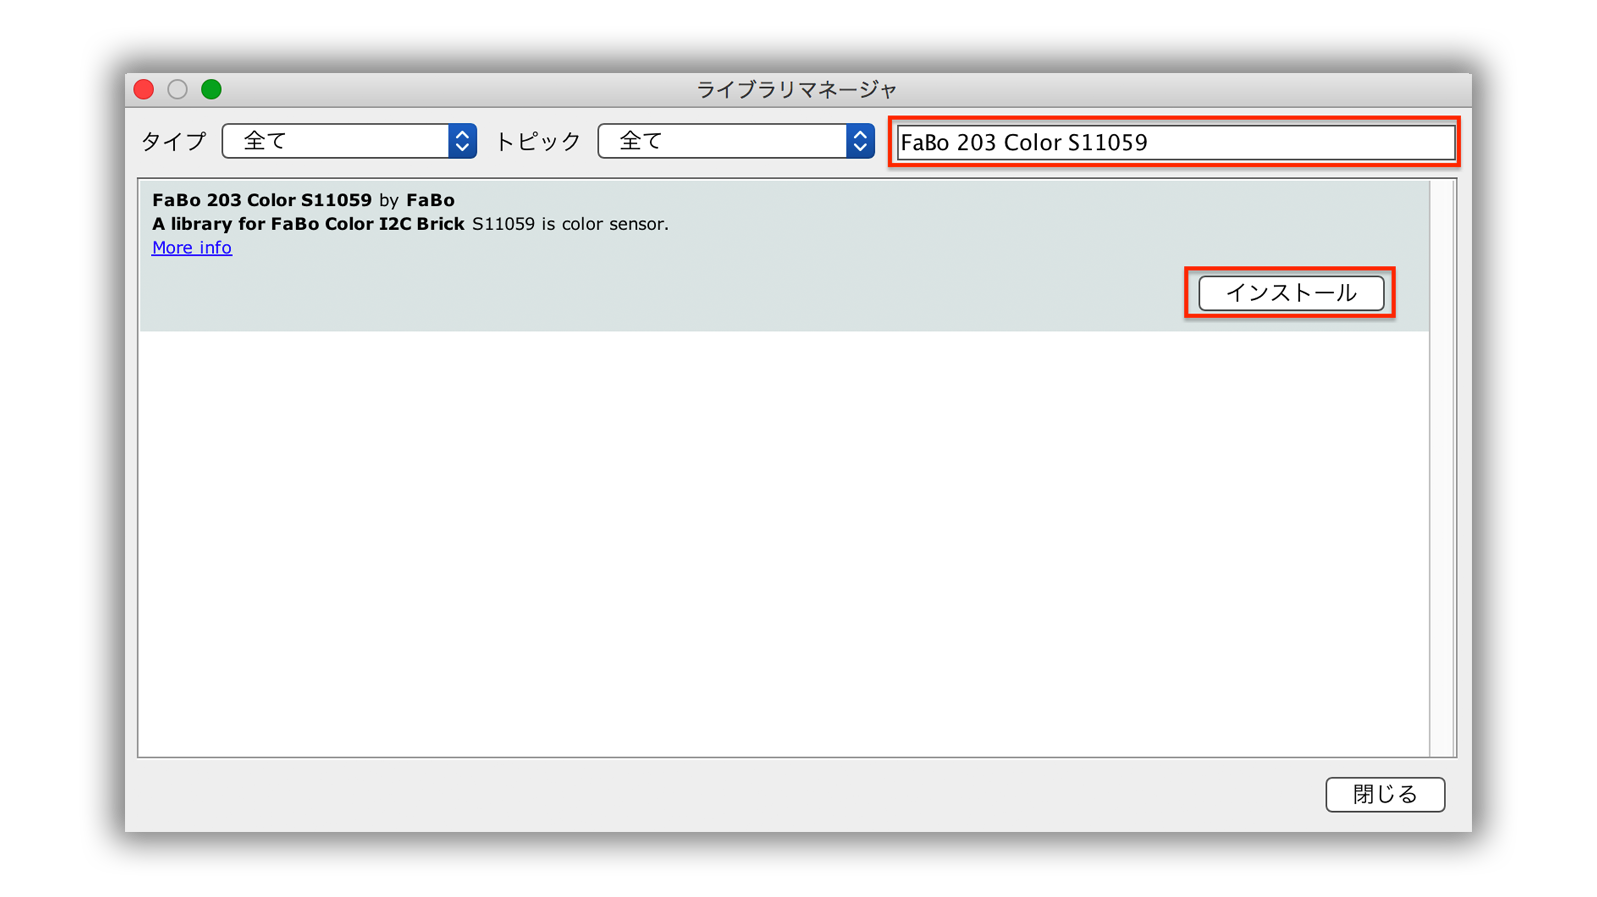 ライブラリマネージャ
タイプ 全て トピック 全て FaBo 203 Color S11059
FaBo 203 Color S11059 by FaBo
A library for FaBo Color I2C Brick S11059 is color sensor.
More info
インストール
閉じる